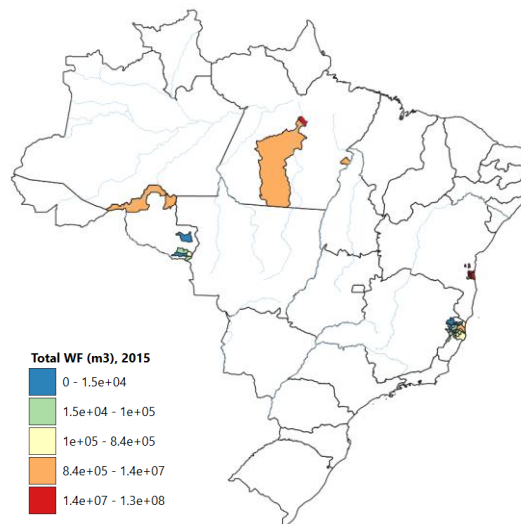 Total WF (m3), 2015
0 - 1.5e+04
1.5e+04 - 1e+05
1e+05 - 8.4e+05
8.4e+05 - 1.4e+07
1.4e+07 - 1.3e+08